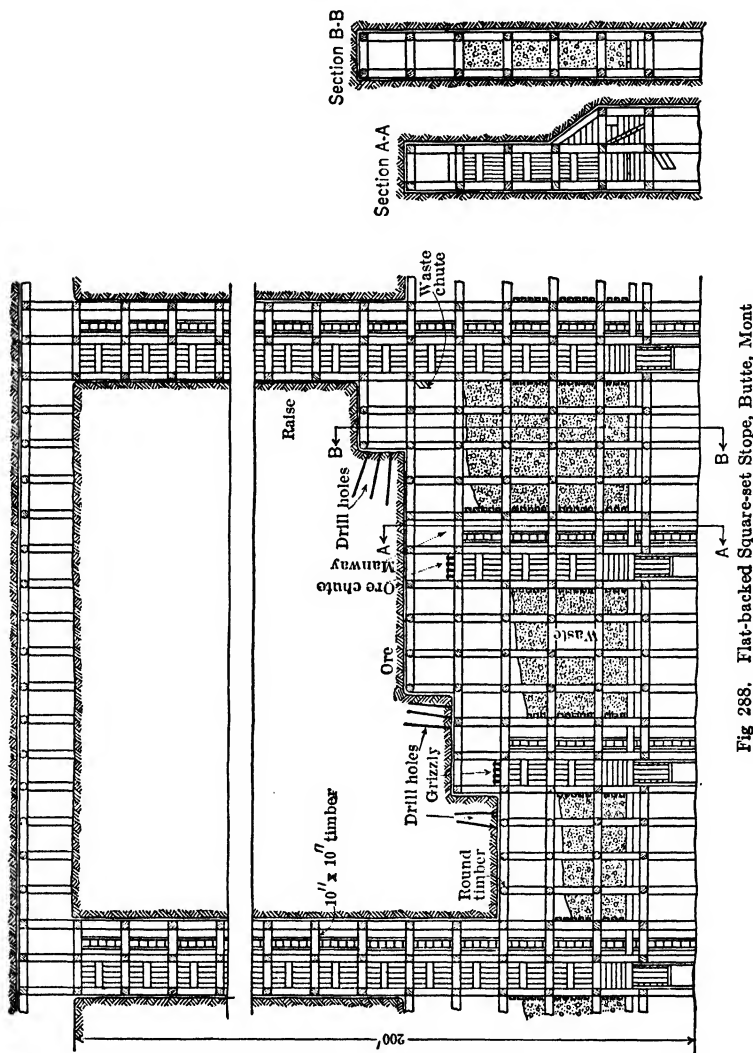 Section B-B
Section A-A
Raise
Waste
chute
B
Drill holes
A
Manway
Ore chute
Ore
Waste
Drill holes
Grizzly
10" x 10" timber
Round
timber
200'
A
B
Fig 288. Flat-backed Square-set Stope, Butte, Mont